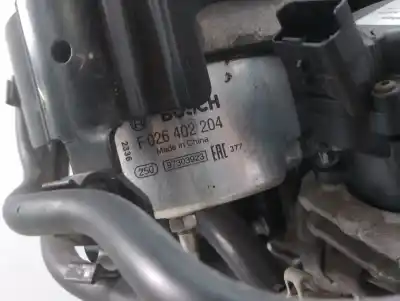 BOSCH
F 026 402 204
Made in China
2336
250
97303023
EAC 377